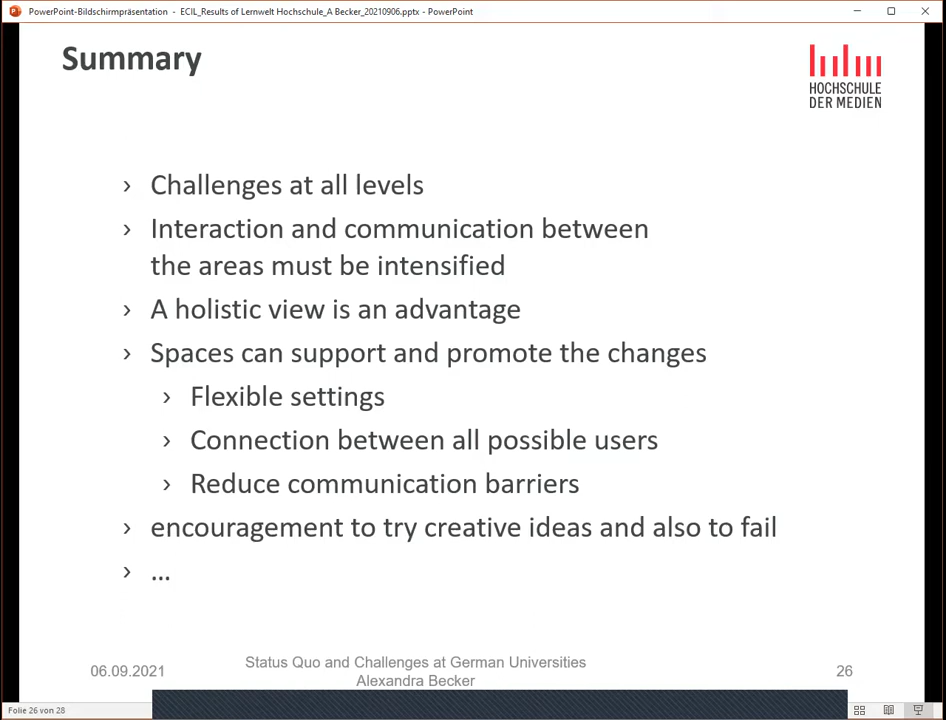 PowerPoint-Bildschirmpräsentation - ECIL_Results of Lernwelt Hochschule_A Becker_20210906.pptx - PowerPoint
Summary
HOCHSCHULE
DER MEDIEN
› Challenges at all levels
› Interaction and communication between
the areas must be intensified
› A holistic view is an advantage
› Spaces can support and promote the changes
› Flexible settings
› Connection between all possible users
› Reduce communication barriers
› encouragement to try creative ideas and also to fail
› ...
06.09.2021
Status Quo and Challenges at German Universities
Alexandra Becker
26
Folie 26 von 28